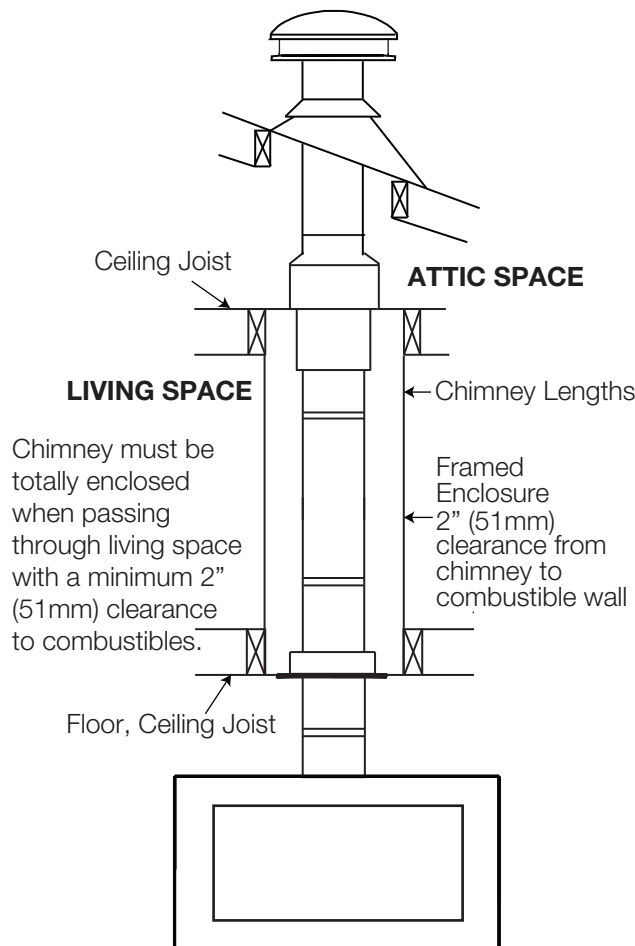 Ceiling Joist
ATTIC SPACE
LIVING SPACE
Chimney Lengths
Chimney must be
totally enclosed
when passing
through living space
with a minimum 2”
(51mm) clearance
to combustibles.
Framed
Enclosure
2” (51mm)
clearance from
chimney to
combustible wall
Floor, Ceiling Joist